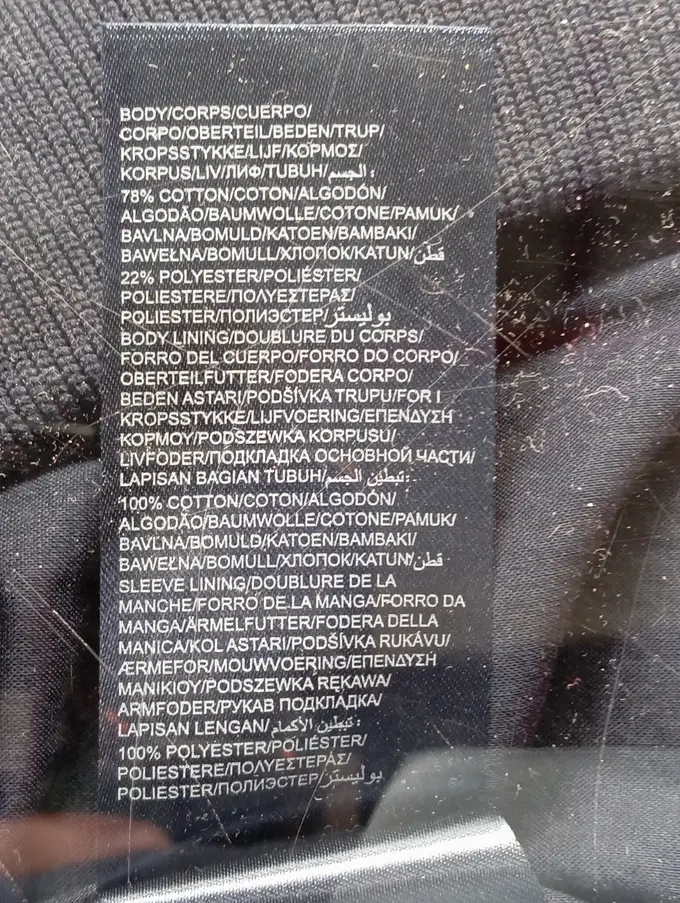 BODY/CORPS/CUERPO/
CORPO/OBERTEIL/BEDEN/TRUP/
KROPSSTYKKE/LIJF/ΚΟΡΜΟΣ/
KORPUS/LIV/ЛИФ/TUBUH/الجسم:
78% COTTON/COTON/ALGODÓN/
ALGODÃO/BAUMWOLLE/COTONE/PAMUK/
BAVLNA/BOMULD/KATOEN/BAMBAKI/
BAWEŁNA/BOMULL/ХЛОПОК/KATUN/قطن
22% POLYESTER/POLIÉSTER/
POLIESTERE/ΠΟΛΥΕΣΤΕΡΑΣ/
POLIESTER/ПОЛИЭСТЕР/بوليستر
BODY LINING/DOUBLURE DU CORPS/
FORRO DEL CUERPO/FORRO DO CORPO/
OBERTEILFUTTER/FODERA CORPO/
BEDEN ASTARI/PODŠÍVKA TRUPU/FOR I
KROPSSTYKKE/LIJFVOERING/ΕΠΕΝΔΥΣΗ
ΚΟΡΜΟΥ/PODSZEWKA KORPUSU/
LIVFODER/ПОДКЛАДКА ОСНОВНОЙ ЧАСТИ/
LAPISAN BAGIAN TUBUH/تبطين الجسم:
100% COTTON/COTON/ALGODÓN/
ALGODÃO/BAUMWOLLE/COTONE/PAMUK/
BAVLNA/BOMULD/KATOEN/BAMBAKI/
BAWEŁNA/BOMULL/ХЛОПОК/KATUN/قطن
SLEEVE LINING/DOUBLURE DE LA
MANCHE/FORRO DE LA MANGA/FORRO DA
MANGA/ÄRMELFUTTER/FODERA DELLA
MANICA/KOL ASTARI/PODŠÍVKA RUKÁVU/
ÆRMEFOR/MOUWVOERING/ΕΠΕΝΔΥΣΗ
ΜΑΝΙΚΙΟΥ/PODSZEWKA RĘKAWA/
ARMFODER/РУКАВ ПОДКЛАДКА/
LAPISAN LENGAN/تبطين الأكمام:
100% POLYESTER/POLIÉSTER/
POLIESTERE/ΠΟΛΥΕΣΤΕΡΑΣ/
POLIESTER/ПОЛИЭСТЕР/بوليستر